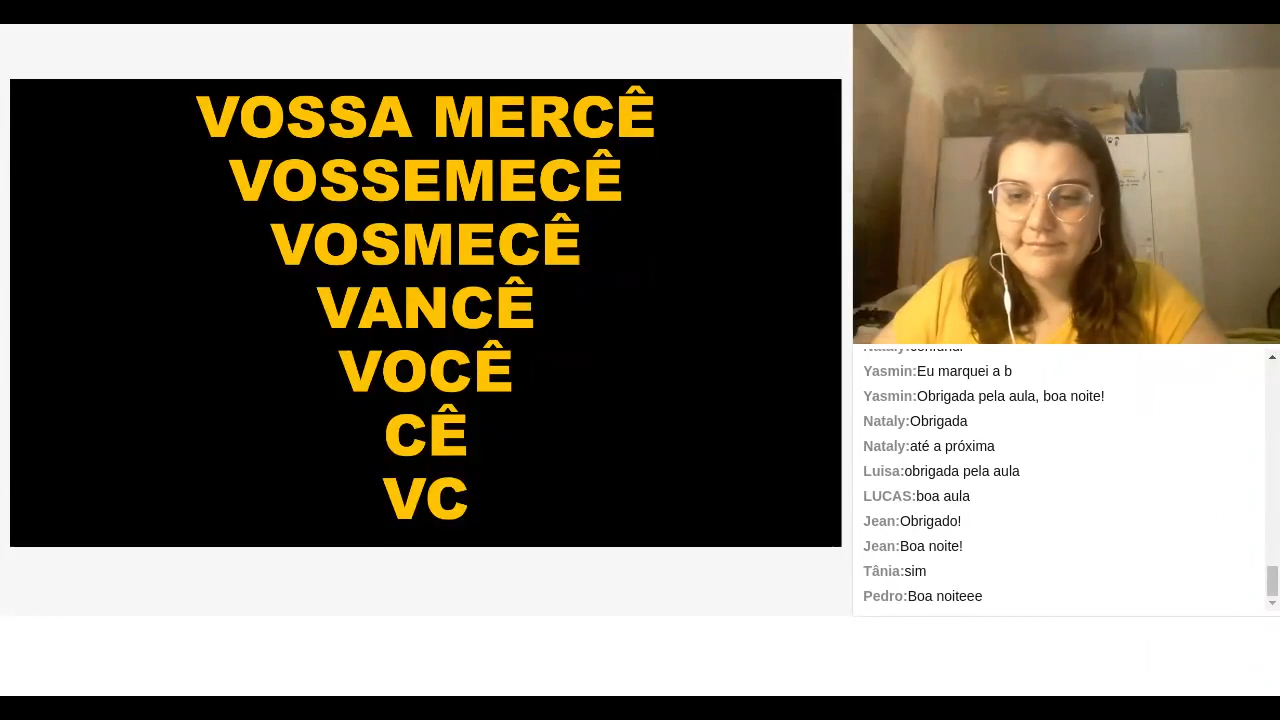 VOSSA MERCÊ
VOSSEMECÊ
VOSMECÊ
VANCÊ
VOCÊ
CÊ
VC
Yasmin:Eu marquei a b
Yasmin:Obrigada pela aula, boa noite!
Nataly:Obrigada
Nataly:até a próxima
Luisa:obrigada pela aula
LUCAS:boa aula
Jean:Obrigado!
Jean:Boa noite!
Tânia:sim
Pedro:Boa noiteee